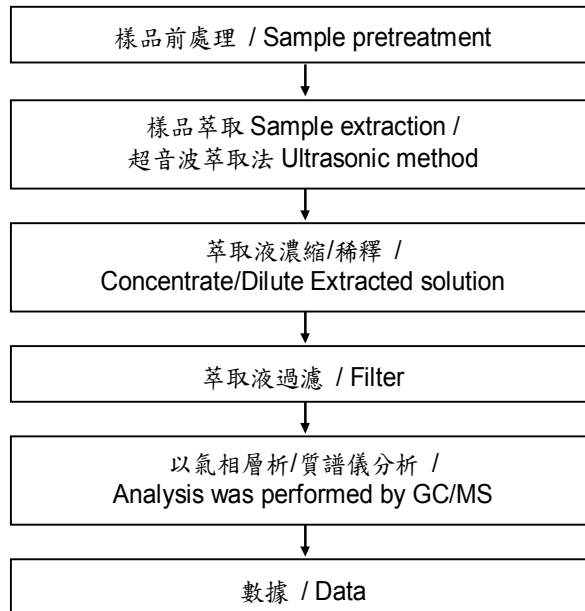 樣品前處理 / Sample pretreatment
樣品萃取 Sample extraction /
超音波萃取法 Ultrasonic method
萃取液濃縮/稀釋 /
Concentrate/Dilute Extracted solution
萃取液過濾 / Filter
以氣相層析/質譜儀分析 /
Analysis was performed by GC/MS
數據 / Data